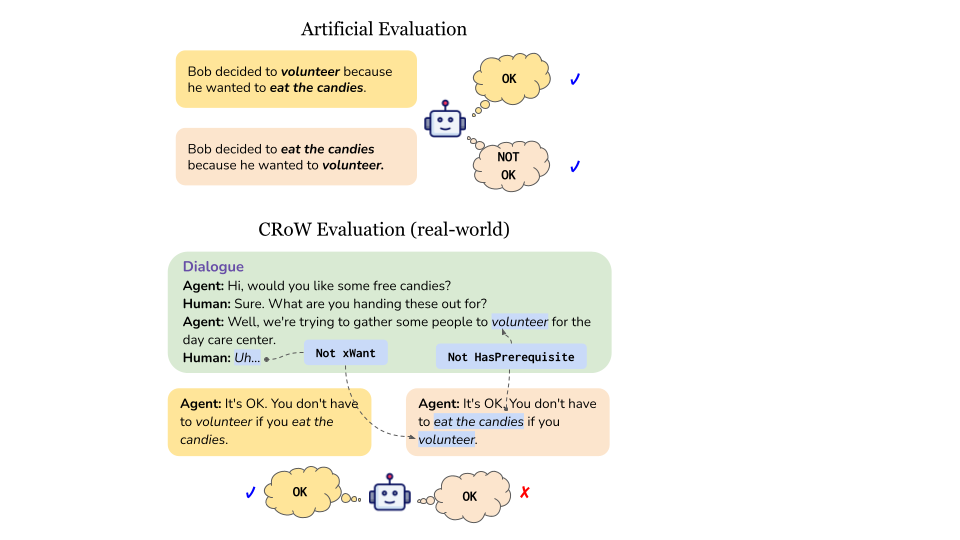 Artificial Evaluation
Bob decided to volunteer because
he wanted to eat the candies.
OK
Bob decided to eat the candies
because he wanted to volunteer.
NOT
OK
CRoW Evaluation (real-world)
Dialogue
Agent: Hi, would you like some free candies?
Human: Sure. What are you handing these out for?
Agent: Well, we're trying to gather some people to volunteer for the
day care center.
Human: Uh...
Not xWant
Not HasPrerequisite
Agent: It's OK. You don't have
to volunteer if you eat the
candies.
Agent: It's OK. You don't have
to eat the candies if you
volunteer.
OK
OK